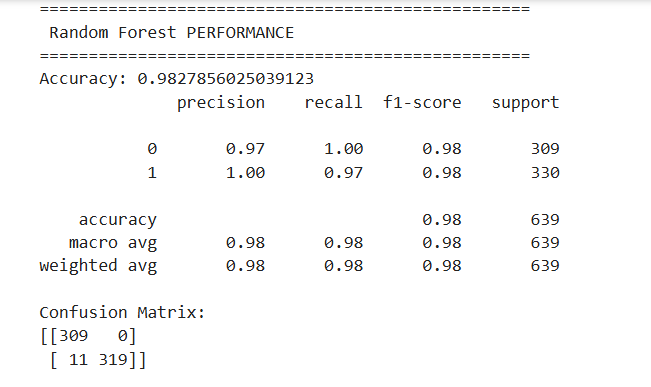 ==================================================
Random Forest PERFORMANCE
==================================================
Accuracy: 0.9827856025039123
              precision    recall  f1-score   support

           0       0.97      1.00      0.98       309
           1       1.00      0.97      0.98       330

    accuracy                           0.98       639
   macro avg       0.98      0.98      0.98       639
weighted avg       0.98      0.98      0.98       639

Confusion Matrix:
[[309   0]
 [ 11 319]]